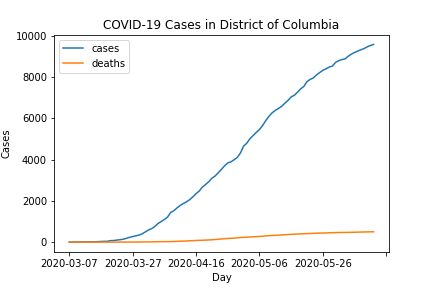 COVID-19 Cases in District of Columbia
10000
8000
6000
4000
2000
0
Cases
cases
deaths
2020-03-07 2020-03-27 2020-04-16 2020-05-06 2020-05-26
Day